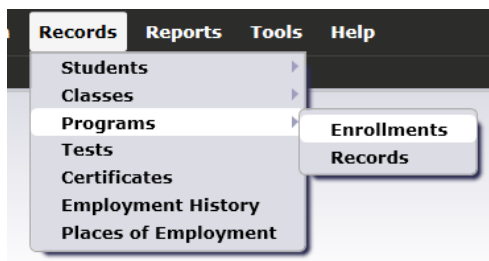 Records Reports Tools Help
Students
Classes
Programs
Enrollments
Tests
Records
Certificates
Employment History
Places of Employment